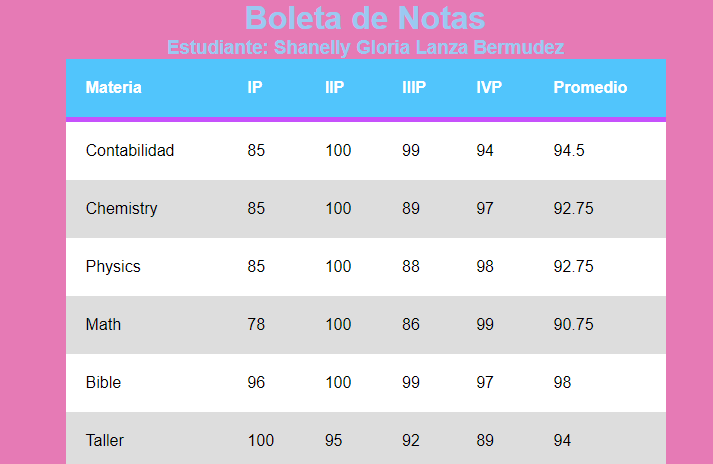 Boleta de Notas
Estudiante: Shanelly Gloria Lanza Bermudez
Materia IP IIP IIIP IVP Promedio
Contabilidad 85 100 99 94 94.5
Chemistry 85 100 89 97 92.75
Physics 85 100 88 98 92.75
Math 78 100 86 99 90.75
Bible 96 100 99 97 98
Taller 100 95 92 89 94